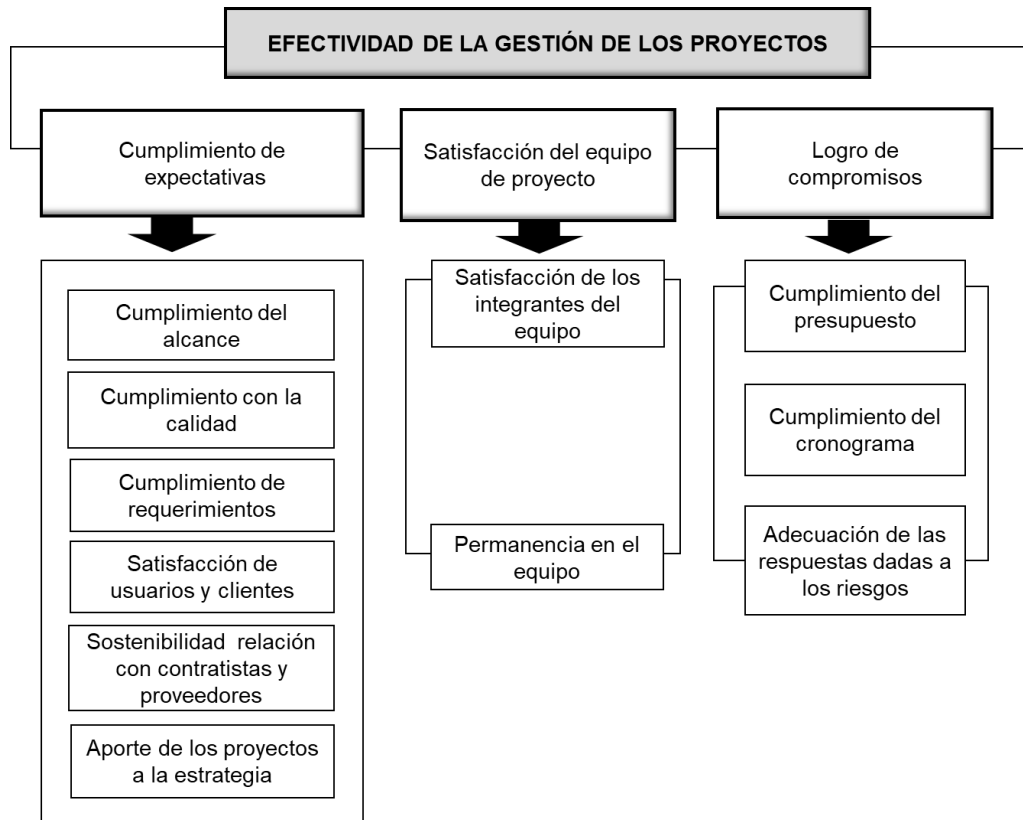 EFECTIVIDAD DE LA GESTIÓN DE LOS PROYECTOS
Cumplimiento de
expectativas
Satisfacción del equipo
de proyecto
Logro de
compromisos
Cumplimiento del
alcance
Cumplimiento con la
calidad
Cumplimiento de
requerimientos
Satisfacción de
usuarios y clientes
Sostenibilidad relación
con contratistas y
proveedores
Aporte de los proyectos
a la estrategia
Satisfacción de los
integrantes del
equipo
Permanencia en el
equipo
Cumplimiento del
presupuesto
Cumplimiento del
cronograma
Adecuación de las
respuestas dadas a
los riesgos